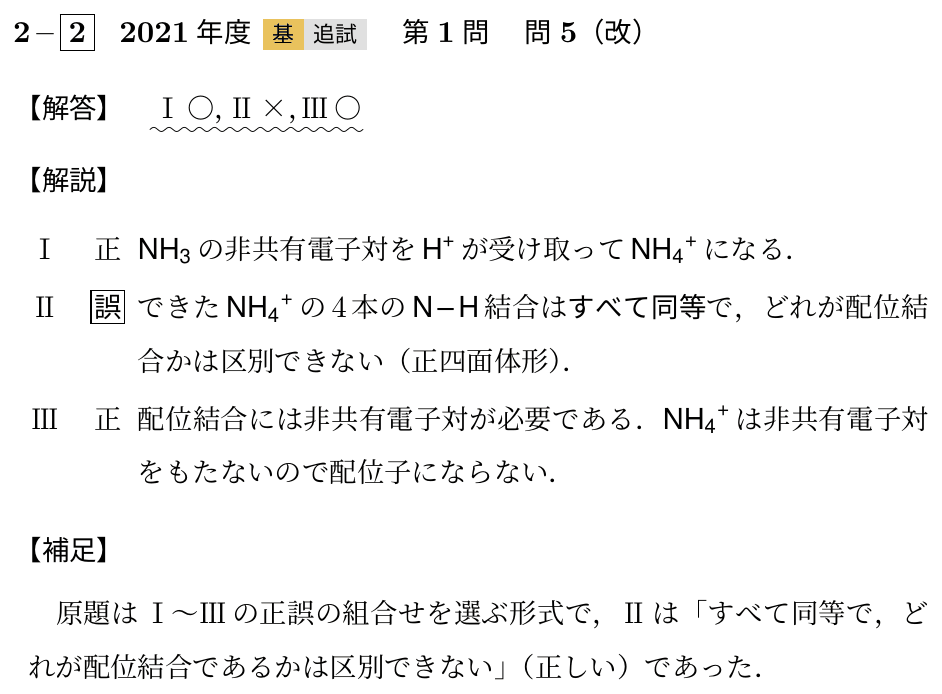 2－2 2021 年度 基 追試 第 1 問 問 5（改）
【解答】 Ⅰ ○, Ⅱ ×, Ⅲ ○
【解説】
Ⅰ 正 NH₃ の非共有電子対を H⁺ が受け取って NH₄⁺ になる．
Ⅱ 誤 できた NH₄⁺ の 4 本の N−H 結合はすべて同等で，どれが配位結
合かは区別できない（正四面体形）．
Ⅲ 正 配位結合には非共有電子対が必要である．NH₄⁺ は非共有電子対
をもたないので配位子にならない．
【補足】
原題は Ⅰ～Ⅲ の正誤の組合せを選ぶ形式で，Ⅱ は「すべて同等で，ど
れが配位結合であるかは区別できない」（正しい）であった．